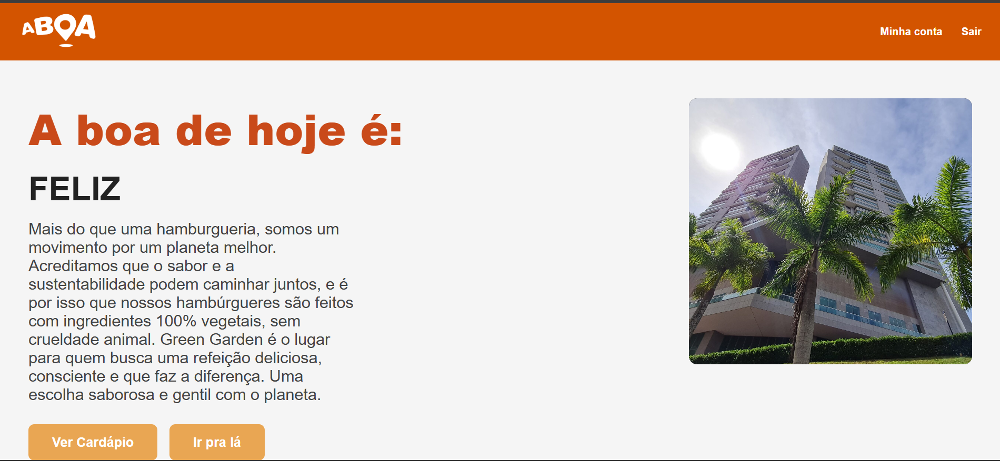 ABOA
Minha conta
Sair
A boa de hoje é:
FELIZ
Mais do que uma hamburgueria, somos um
movimento por um planeta melhor.
Acreditamos que o sabor e a
sustentabilidade podem caminhar juntos, e é
por isso que nossos hambúrgueres são feitos
com ingredientes 100% vegetais, sem
crueldade animal. Green Garden é o lugar
para quem busca uma refeição deliciosa,
consciente e que faz a diferença. Uma
escolha saborosa e gentil com o planeta.
Ver Cardápio
Ir pra lá